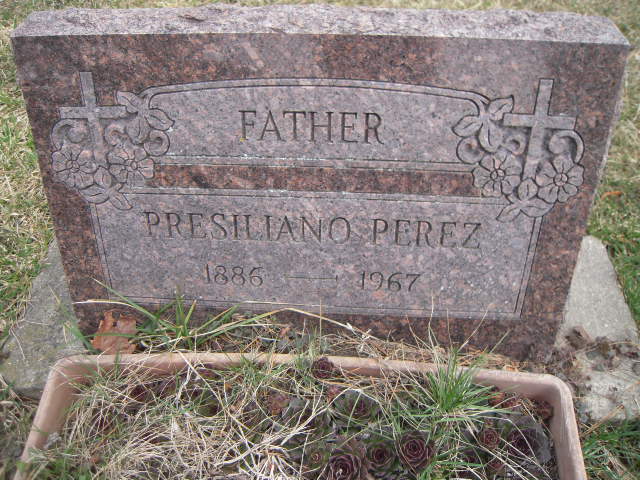 FATHER
PRESILIANO PEREZ
1886 — 1967